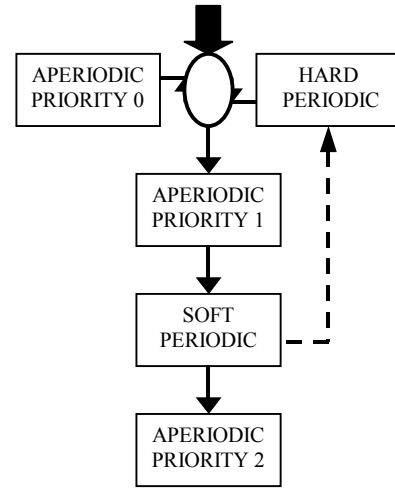 APERIODIC
PRIORITY 0
HARD
PERIODIC
APERIODIC
PRIORITY 1
SOFT
PERIODIC
APERIODIC
PRIORITY 2